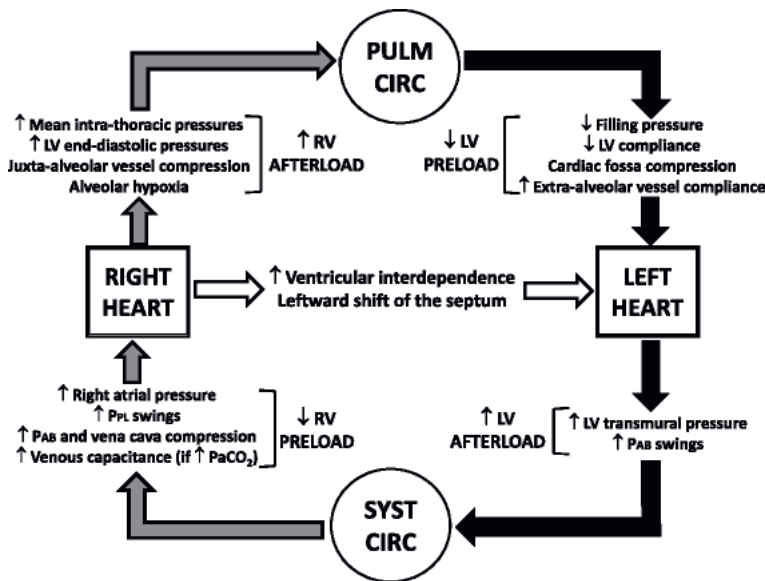 PULM
CIRC
↑ Mean intra-thoracic pressures
↑ LV end-diastolic pressures
Juxta-alveolar vessel compression
Alveolar hypoxia
↑ RV
AFTERLOAD
↓ LV
PRELOAD
↓ Filling pressure
↓ LV compliance
Cardiac fossa compression
↑ Extra-alveolar vessel compliance
RIGHT
HEART
↑ Ventricular interdependence
Leftward shift of the septum
LEFT
HEART
↑ Right atrial pressure
↑ PPL swings
↑ PAB and vena cava compression
↑ Venous capacitance (if ↑ PaCO₂)
↓ RV
PRELOAD
↑ LV
AFTERLOAD
↑ LV transmural pressure
↑ PAB swings
SYST
CIRC